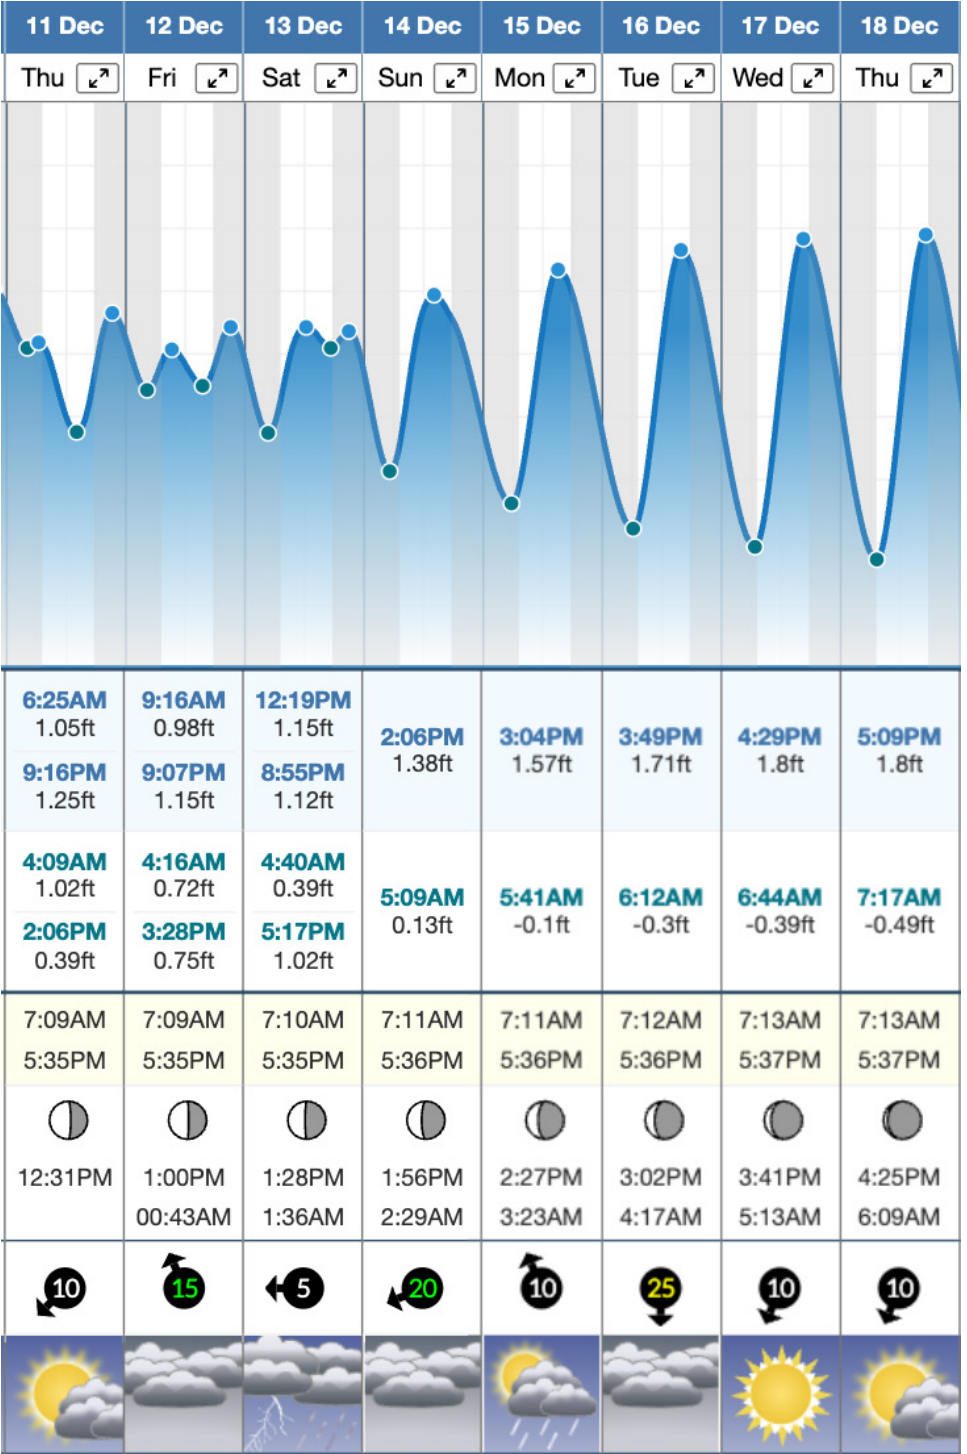 11 Dec 12 Dec 13 Dec 14 Dec 15 Dec 16 Dec 17 Dec 18 Dec
Thu Fri Sat Sun Mon Tue Wed Thu
6:25AM 9:16AM 12:19PM 2:06PM 3:04PM 3:49PM 4:29PM 5:09PM
1.05ft 0.98ft 1.15ft 1.38ft 1.57ft 1.71ft 1.8ft 1.8ft
9:16PM 9:07PM 8:55PM
1.25ft 1.15ft 1.12ft
4:09AM 4:16AM 4:40AM 5:09AM 5:41AM 6:12AM 6:44AM 7:17AM
1.02ft 0.72ft 0.39ft 0.13ft -0.1ft -0.3ft -0.39ft -0.49ft
2:06PM 3:28PM 5:17PM
0.39ft 0.75ft 1.02ft
7:09AM 7:09AM 7:10AM 7:11AM 7:11AM 7:12AM 7:13AM 7:13AM
5:35PM 5:35PM 5:35PM 5:36PM 5:36PM 5:36PM 5:37PM 5:37PM
12:31PM 1:00PM 1:28PM 1:56PM 2:27PM 3:02PM 3:41PM 4:25PM
00:43AM 1:36AM 2:29AM 3:23AM 4:17AM 5:13AM 6:09AM
10 15 5 20 10 25 10 10